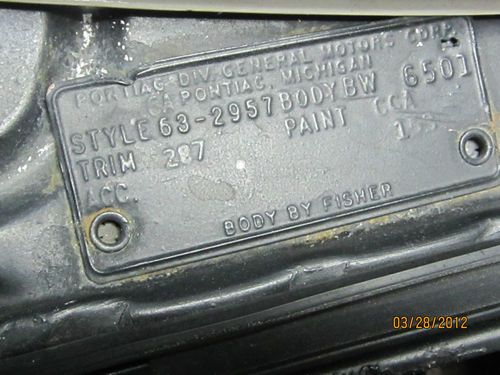 PONTIAC DIV. GENERAL MOTORS CORP.
PONTIAC, MICHIGAN
STYLE 63-2957 BODY BW 6501
TRIM 287 PAINT CCA
ACC.
BODY BY FISHER
03/28/2012